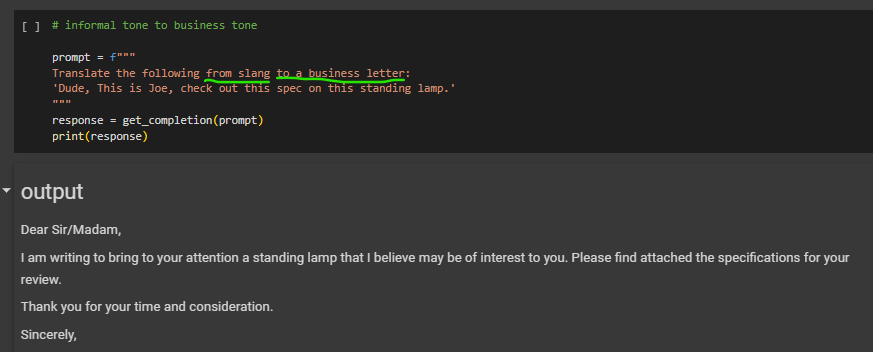 [ ] # informal tone to business tone
prompt = f"""
Translate the following from slang to a business letter:
'Dude, This is Joe, check out this spec on this standing lamp.'
"""
response = get_completion(prompt)
print(response)
output
Dear Sir/Madam,
I am writing to bring to your attention a standing lamp that I believe may be of interest to you. Please find attached the specifications for your
review.
Thank you for your time and consideration.
Sincerely,